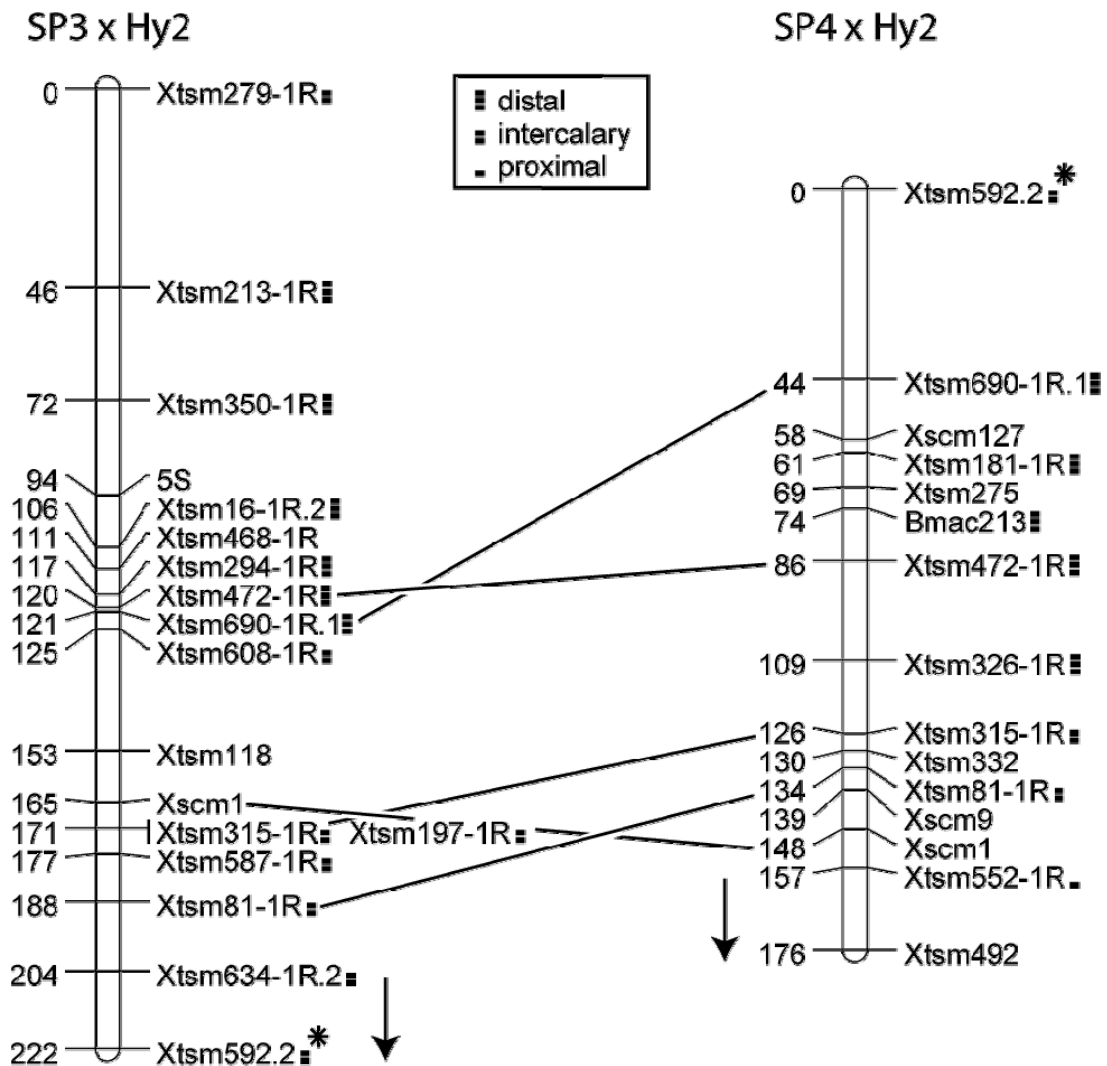 SP3 x Hy2
0 Xtsm279-1R
46 Xtsm213-1R
72 Xtsm350-1R
94 5S
106 Xtsm16-1R.2
111 Xtsm468-1R
117 Xtsm294-1R
120 Xtsm472-1R
121 Xtsm690-1R.1
125 Xtsm608-1R
153 Xtsm118
165 Xscm1
171 Xtsm315-1R Xtsm197-1R
177 Xtsm587-1R
188 Xtsm81-1R
204 Xtsm634-1R.2
222 Xtsm592.2*
distal
intercalary
proximal
SP4 x Hy2
0 Xtsm592.2*
44 Xtsm690-1R.1
58 Xscm127
61 Xtsm181-1R
69 Xtsm275
74 Bmac213
86 Xtsm472-1R
109 Xtsm326-1R
126 Xtsm315-1R
130 Xtsm332
134 Xtsm81-1R
139 Xscm9
148 Xscm1
157 Xtsm552-1R
176 Xtsm492